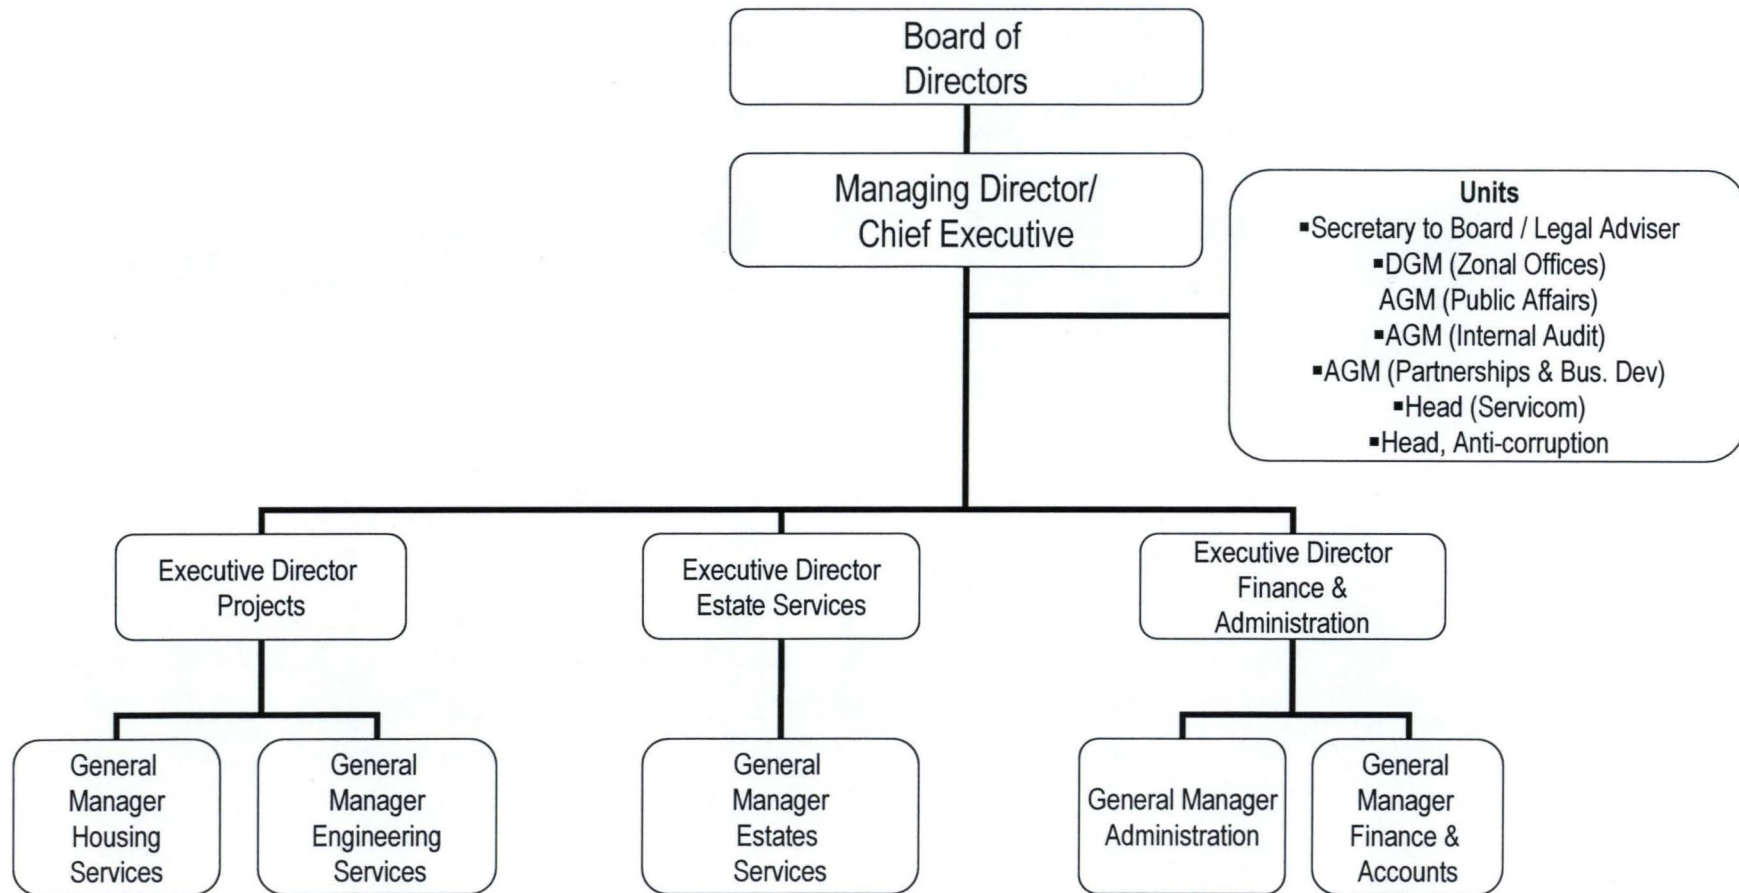 Board of
Directors
Managing Director/
Chief Executive
Units
▪Secretary to Board / Legal Adviser
▪DGM (Zonal Offices)
AGM (Public Affairs)
▪AGM (Internal Audit)
▪AGM (Partnerships & Bus. Dev)
▪Head (Servicom)
▪Head, Anti-corruption
Executive Director
Projects
Executive Director
Estate Services
Executive Director
Finance &
Administration
General
Manager
Housing
Services
General
Manager
Engineering
Services
General
Manager
Estates
Services
General Manager
Administration
General
Manager
Finance &
Accounts